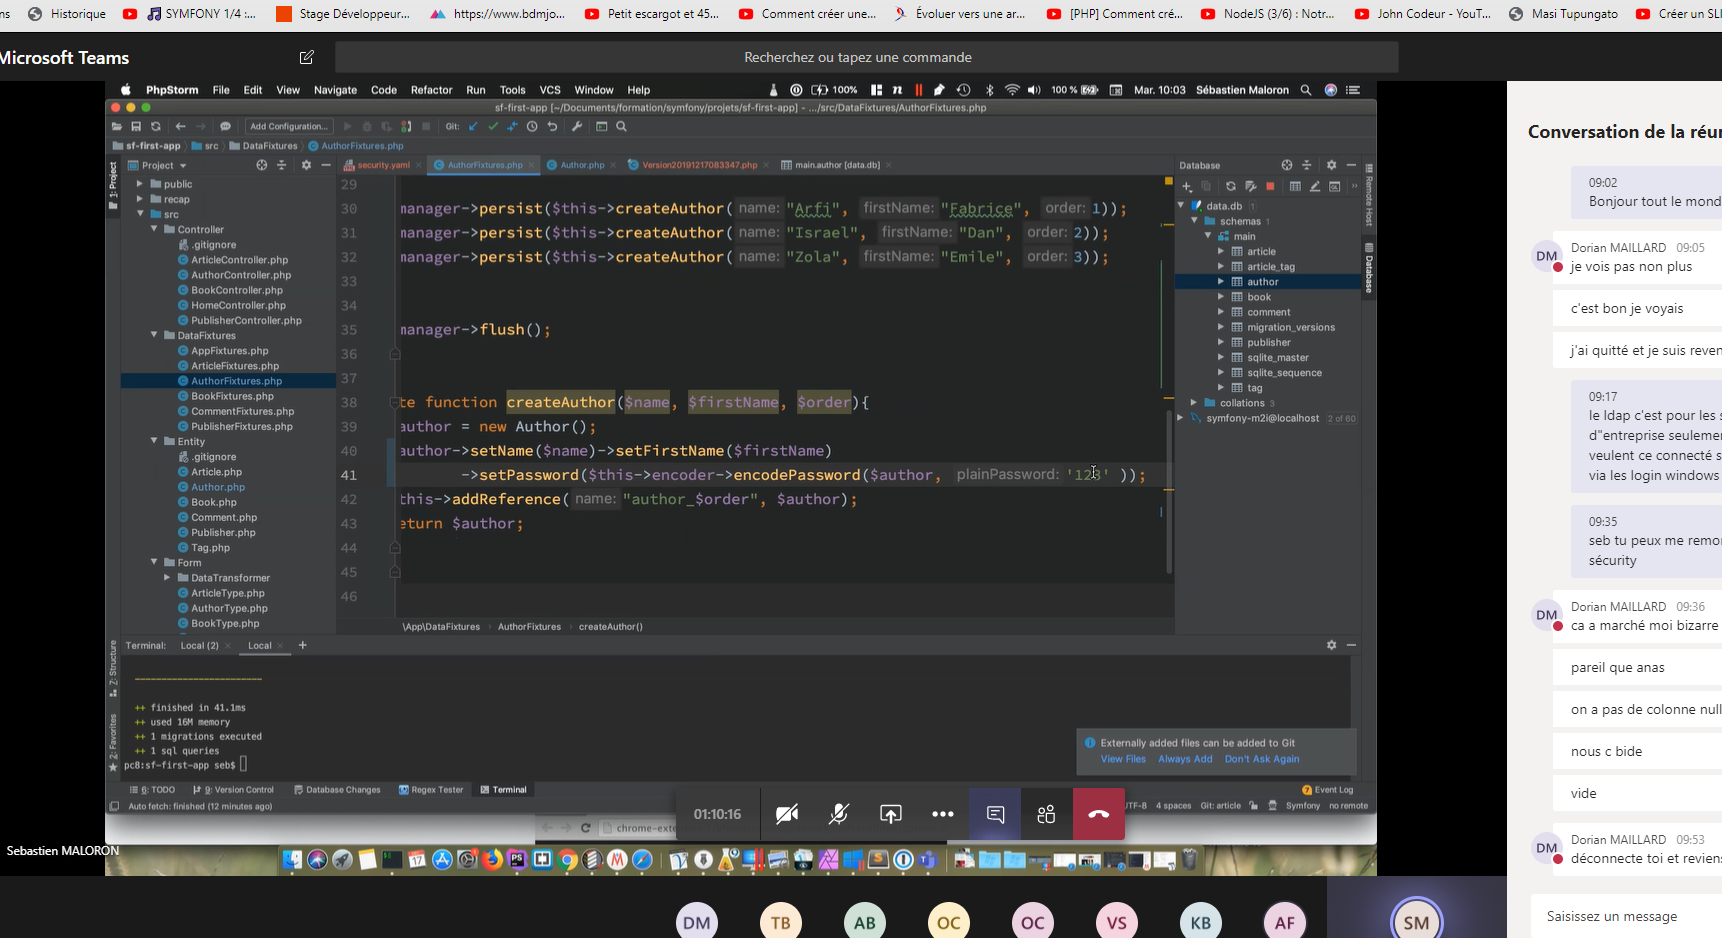 ns Historique SYMFONY 1/4 :... Stage Développeur... https://www.bdmjo... Petit escargot et 45... Comment créer une... Évoluer vers une ar... [PHP] Comment cré... NodeJS (3/6) : Notr... John Codeur - YouT... Masi Tupungato Créer un SLI
Microsoft Teams
Recherchez ou tapez une commande
PhpStorm File Edit View Navigate Code Refactor Run Tools VCS Window Help
100% 100 % Mar. 10:03 Sébastien Maloron
sf-first-app [~/Documents/formation/symfony/projets/sf-first-app] - .../src/DataFixtures/AuthorFixtures.php
Add Configuration... Git:
sf-first-app src DataFixtures AuthorFixtures.php
Project
security.yaml AuthorFixtures.php Author.php Version20191217083347.php main.author [data.db]
Database
1: Project
public
recap
src
Controller
.gitignore
ArticleController.php
AuthorController.php
BookController.php
HomeController.php
PublisherController.php
DataFixtures
AppFixtures.php
ArticleFixtures.php
AuthorFixtures.php
BookFixtures.php
CommentFixtures.php
PublisherFixtures.php
Entity
.gitignore
Article.php
Author.php
Book.php
Comment.php
Publisher.php
Tag.php
Form
DataTransformer
ArticleType.php
AuthorType.php
BookType.php
29
30 manager->persist($this->createAuthor( name: "Arfi", firstName: "Fabrice", order: 1));
31 manager->persist($this->createAuthor( name: "Israel", firstName: "Dan", order: 2));
32 manager->persist($this->createAuthor( name: "Zola", firstName: "Emile", order: 3));
33
34
35 manager->flush();
36
37
38 te function createAuthor($name, $firstName, $order){
39 author = new Author();
40 author->setName($name)->setFirstName($firstName)
41 ->setPassword($this->encoder->encodePassword($author, plainPassword: '123' ));
42 this->addReference( name: "author_$order", $author);
43 eturn $author;
44
45
46
\App\DataFixtures › AuthorFixtures › createAuthor()
data.db 1
schemas 1
main
article
article_tag
author
book
comment
migration_versions
publisher
sqlite_master
sqlite_sequence
tag
collations 3
symfony-m2i@localhost 2 of 60
Remote Host
Database
Z: Structure
2: Favorites
Terminal: Local (2) × Local × +
++ finished in 41.1ms
++ used 16M memory
++ 1 migrations executed
++ 1 sql queries
pc8:sf-first-app seb$
Externally added files can be added to Git
View Files Always Add Don't Ask Again
6: TODO 9: Version Control Database Changes Regex Tester Terminal
7 Event Log
Auto fetch: finished (12 minutes ago)
UTF-8 4 spaces Git: article Symfony no remote
01:10:16
chrome-exte
17
Sebastien MALORON
DM TB AB OC OC VS KB AF SM
Conversation de la réu
09:02
Bonjour tout le mond
DM
Dorian MAILLARD 09:05
je vois pas non plus
c'est bon je voyais
j'ai quitté et je suis reven
09:17
le ldap c'est pour les s
d"entreprise seulemen
veulent ce connecté s
via les login windows
09:35
seb tu peux me remo
sécurity
DM
Dorian MAILLARD 09:36
ca a marché moi bizarre
pareil que anas
on a pas de colonne null
nous c bide
vide
DM
Dorian MAILLARD 09:53
déconnecte toi et reviens
Saisissez un message